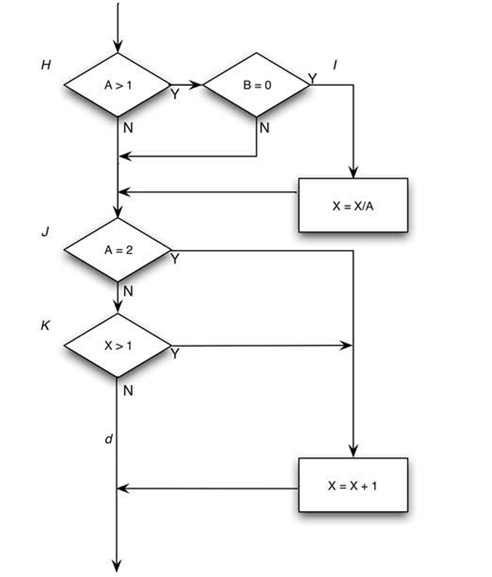 H
A > 1
Y
B = 0
Y
I
N
N
X = X/A
J
A = 2
Y
N
K
X > 1
Y
N
d
X = X + 1